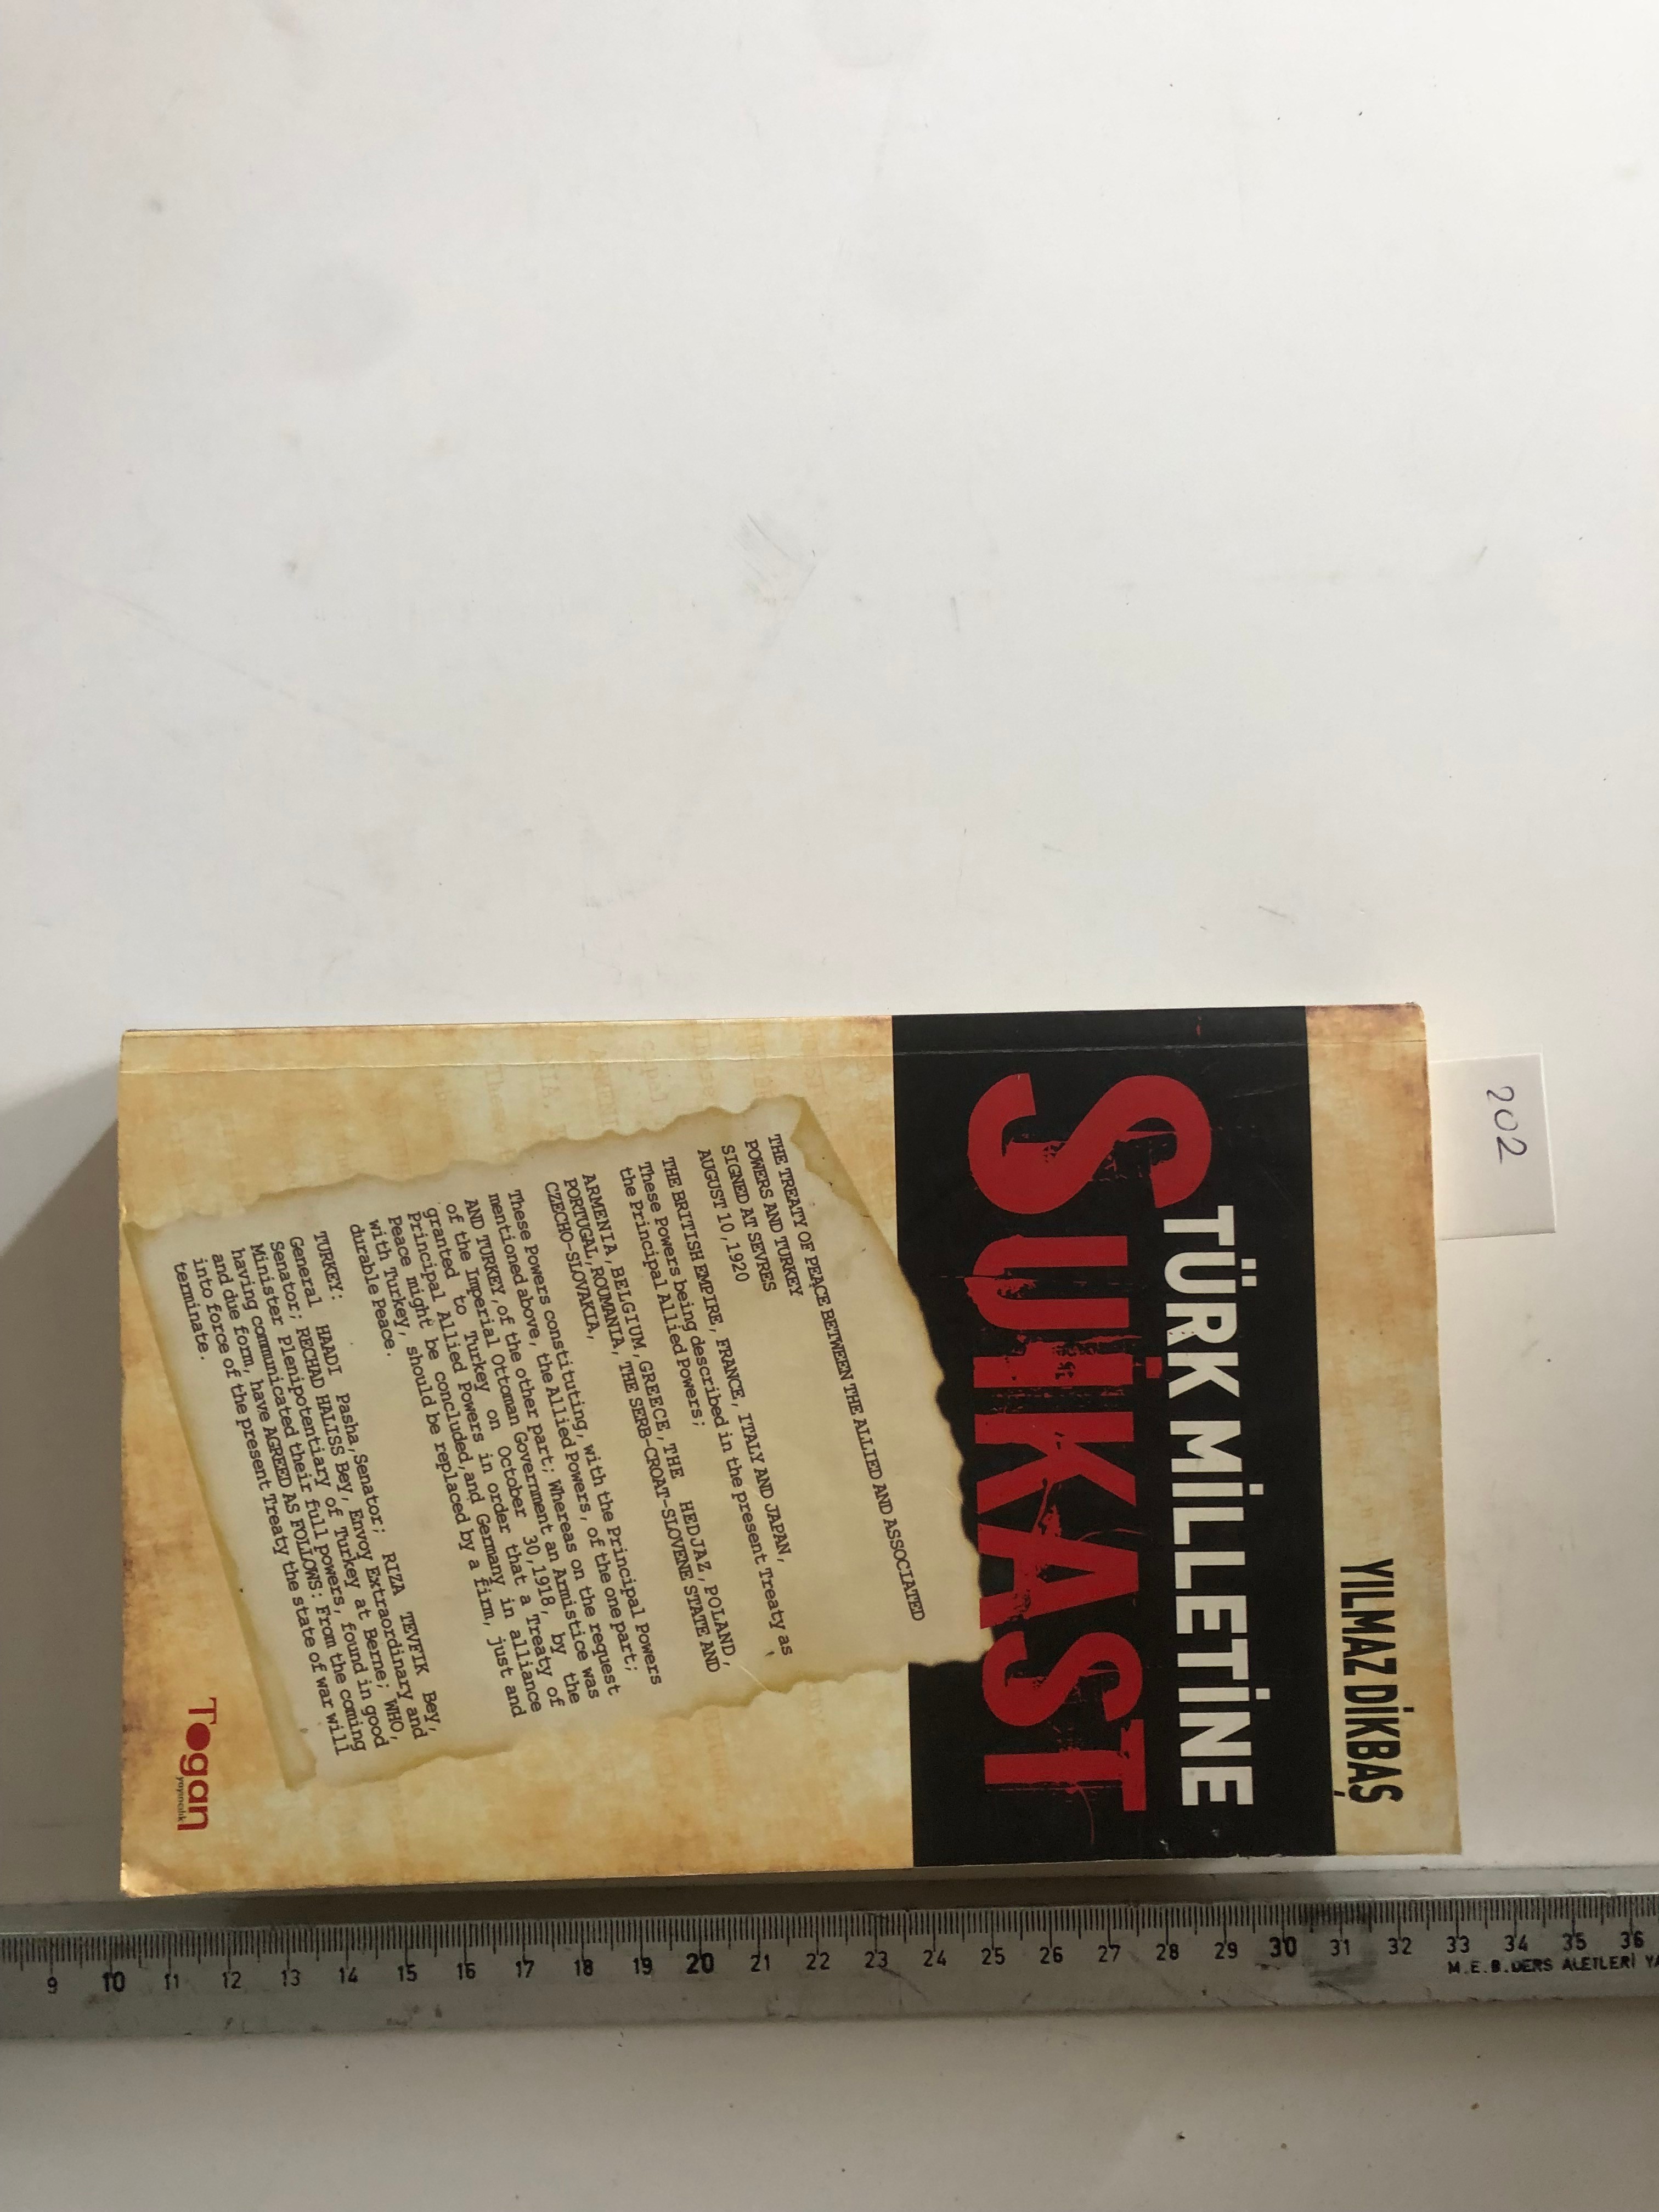 202
YILMAZ DİKBAŞ
TÜRK MİLLETİNE
SUİKAST
THE TREATY OF PEACE BETWEEN THE ALLIED AND ASSOCIATED
POWERS AND TURKEY
SIGNED AT SEVRES
AUGUST 10,1920
THE BRITISH EMPIRE, FRANCE, ITALY AND JAPAN,
These Powers being described in the present Treaty as
the Principal Allied Powers;
ARMENIA, BELGIUM, GREECE, THE HEDJAZ, POLAND,
PORTUGAL, ROUMANIA, THE SERB-CROAT-SLOVENE STATE AND
CZECHO-SLOVAKIA,
These Powers constituting, with the Principal Powers
mentioned above, the Allied Powers, of the one part;
AND TURKEY, of the other part; Whereas on the request
of the Imperial Ottoman Government an Armistice was
granted to Turkey on October 30,1918, by the
Principal Allied Powers in order that a Treaty of
Peace might be concluded, and Germany in alliance
with Turkey, should be replaced by a firm, just and
durable Peace.
TURKEY: HAADI Pasha, Senator; RIZA TEVFIK Bey,
General Senator; RECHAD HALISS Bey, Envoy Extraordinary and
Minister Plenipotentiary of Turkey at Berne; WHO,
having communicated their full powers, found in good
and due form, have AGREED AS FOLLOWS: From the coming
into force of the present Treaty the state of war will
terminate.
Togan
yayıncılık
9 10 11 12 13 14 15 16 17 18 19 20 21 22 23 24 25 26 27 28 29 30 31 32 33 34 35 36
M.E.B. DERS ALETLERİ YA